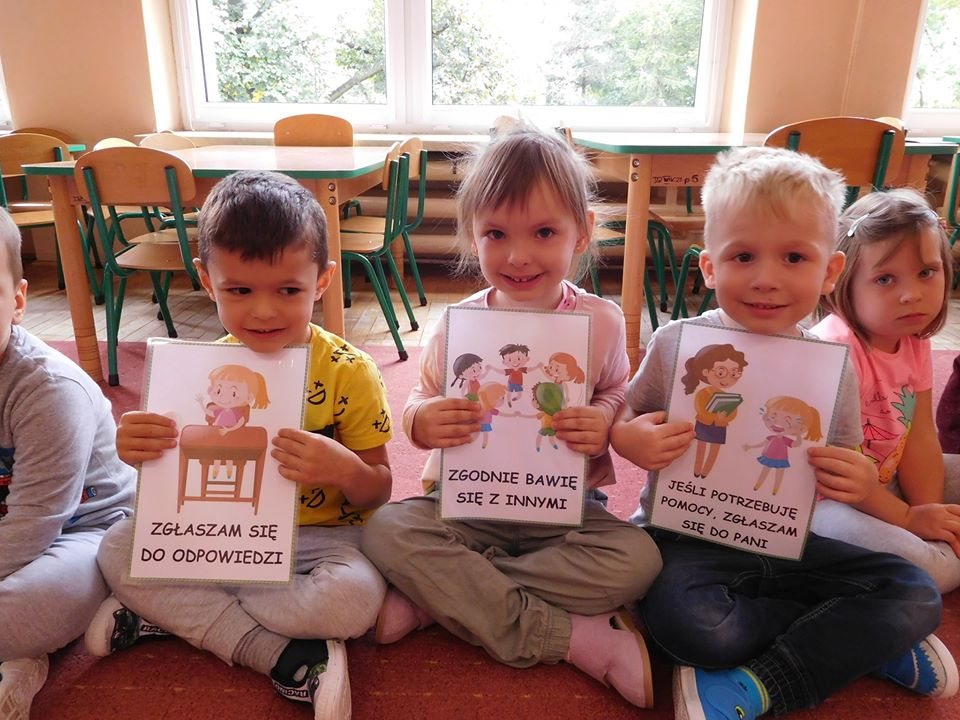 ZGŁASZAM SIĘ
DO ODPOWIEDZI
ZGODNIE BAWIĘ
SIĘ Z INNYMI
JEŚLI POTRZEBUJĘ
POMOCY, ZGŁASZAM
SIĘ DO PANI